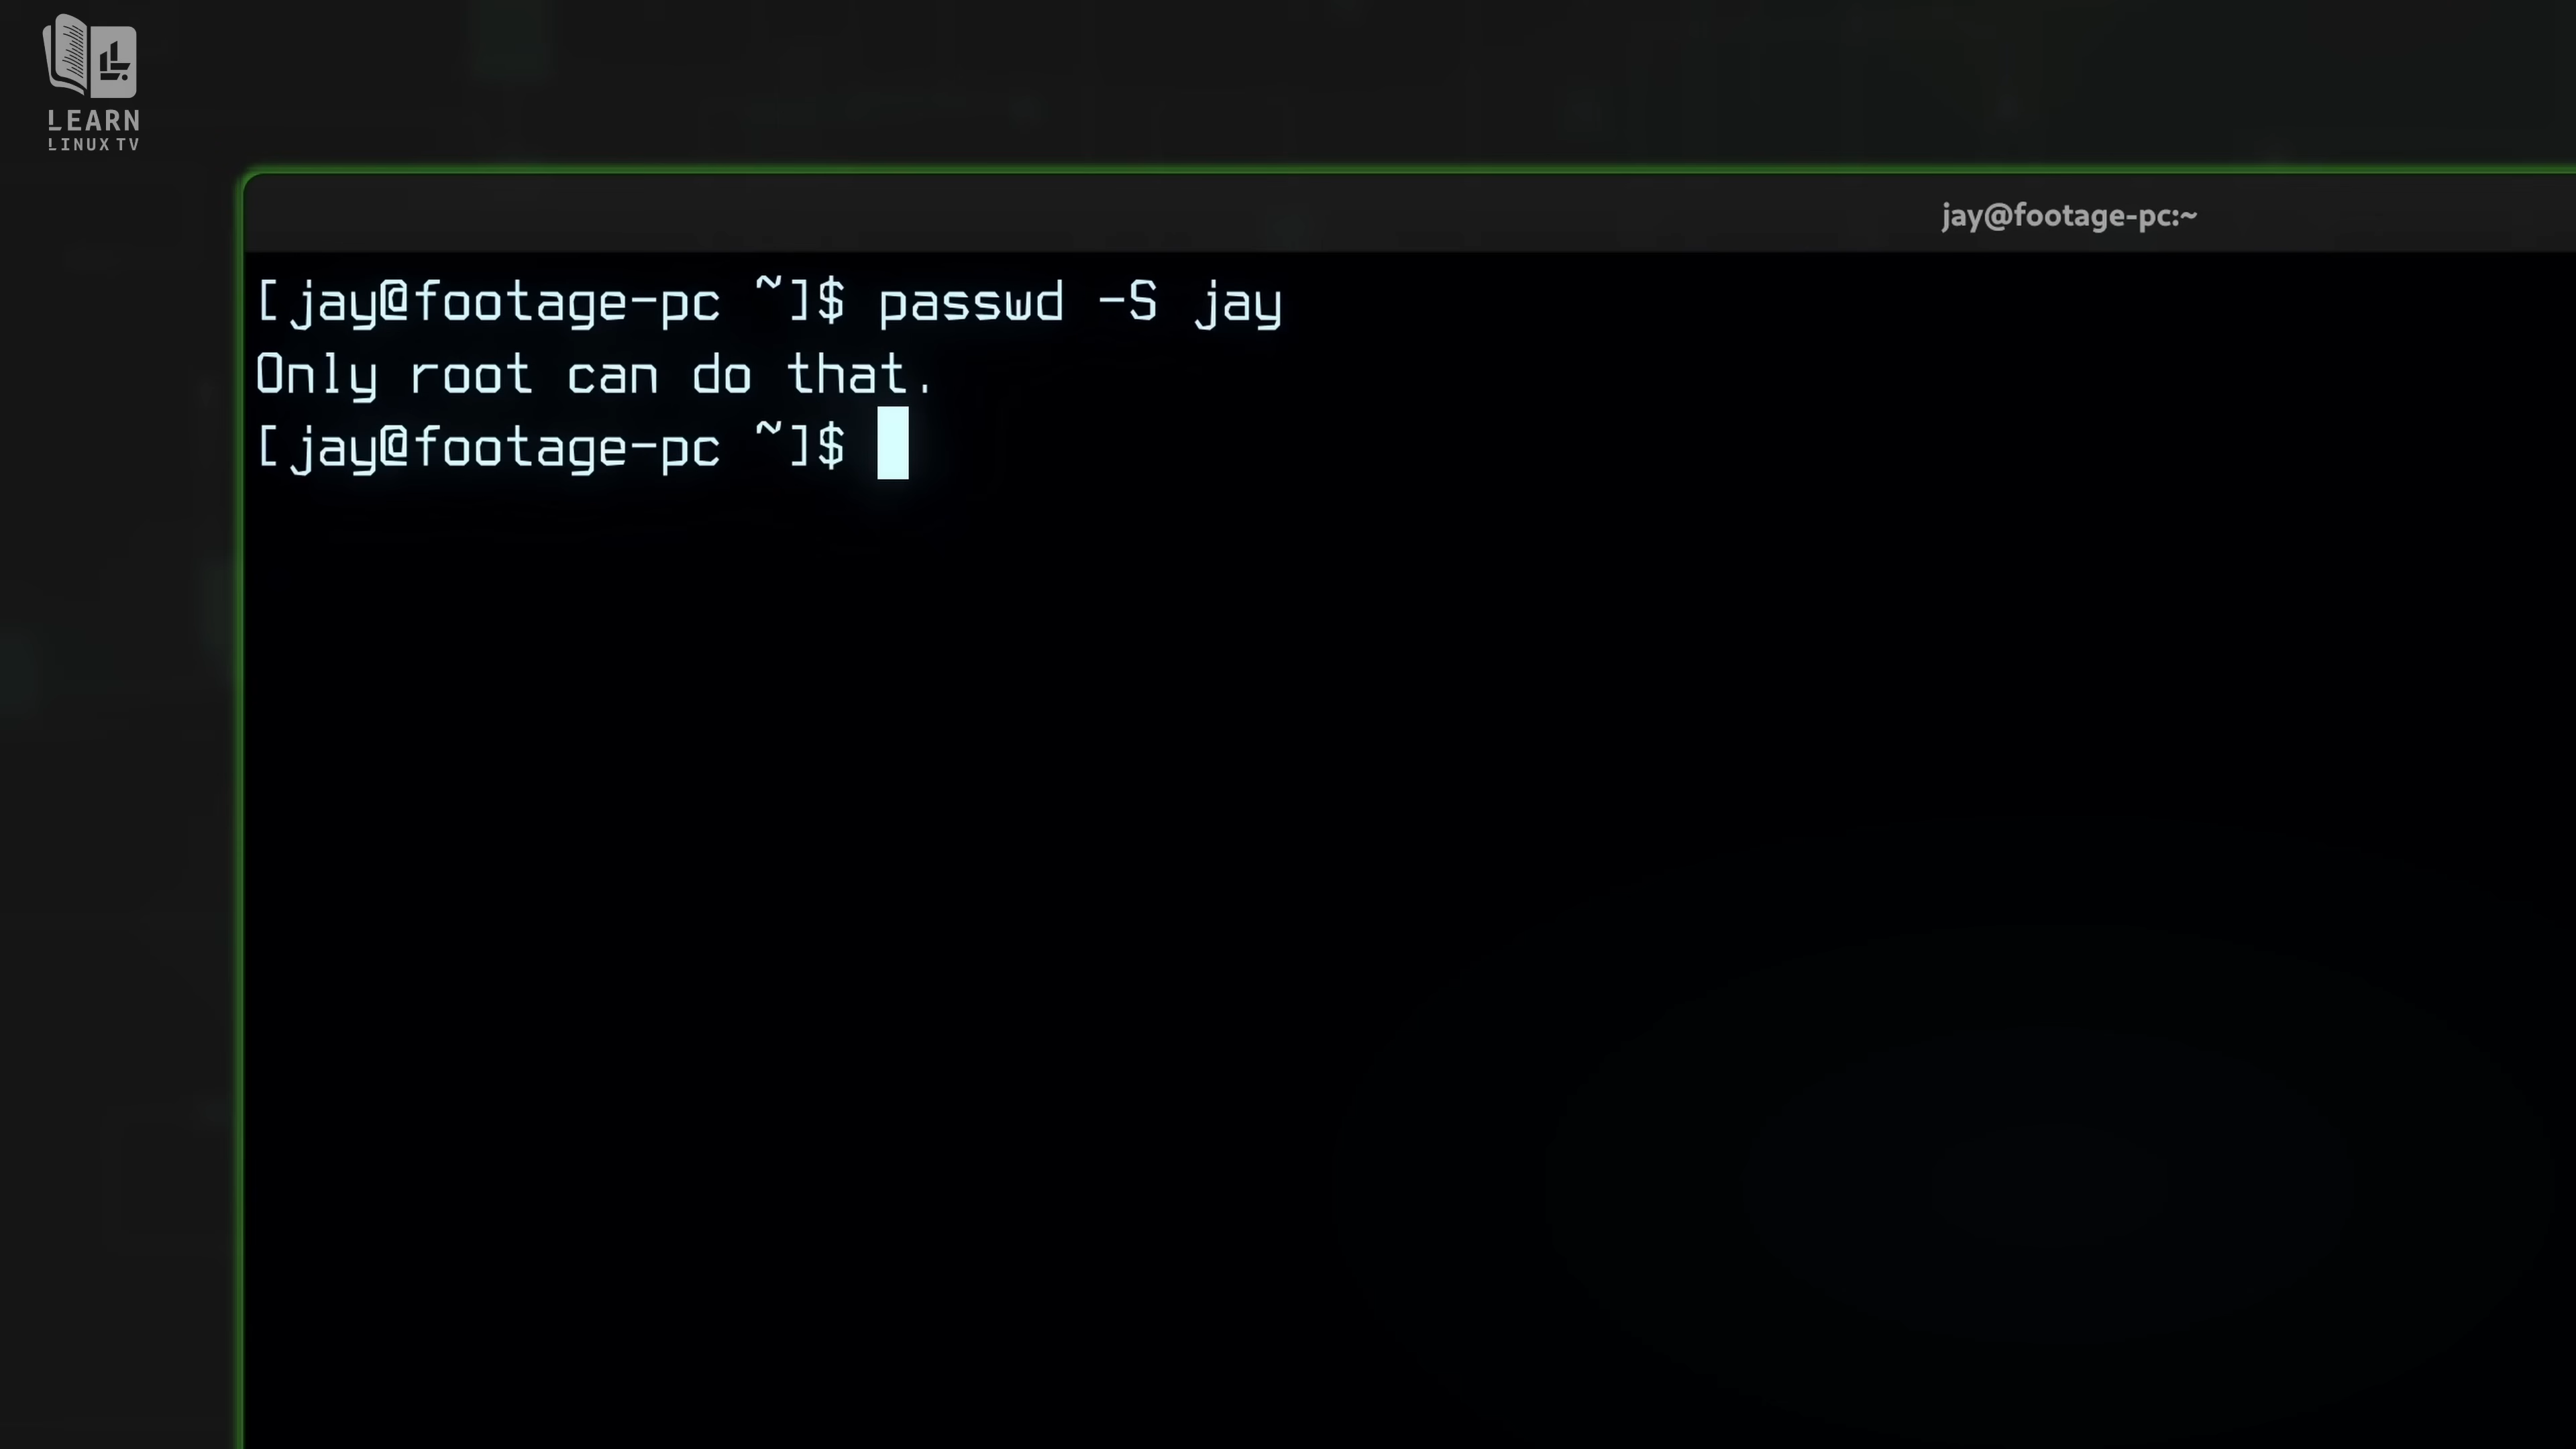 LEARN
LINUX TV
jay@footage-pc:~
[jay@footage-pc ~]$ passwd -S jay
Only root can do that.
[jay@footage-pc ~]$